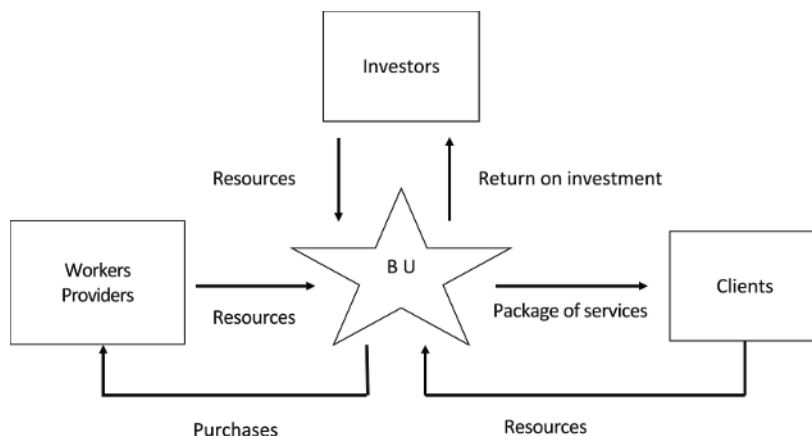 Investors
Resources
Return on investment
Workers
Providers
Resources
B U
Package of services
Clients
Purchases
Resources